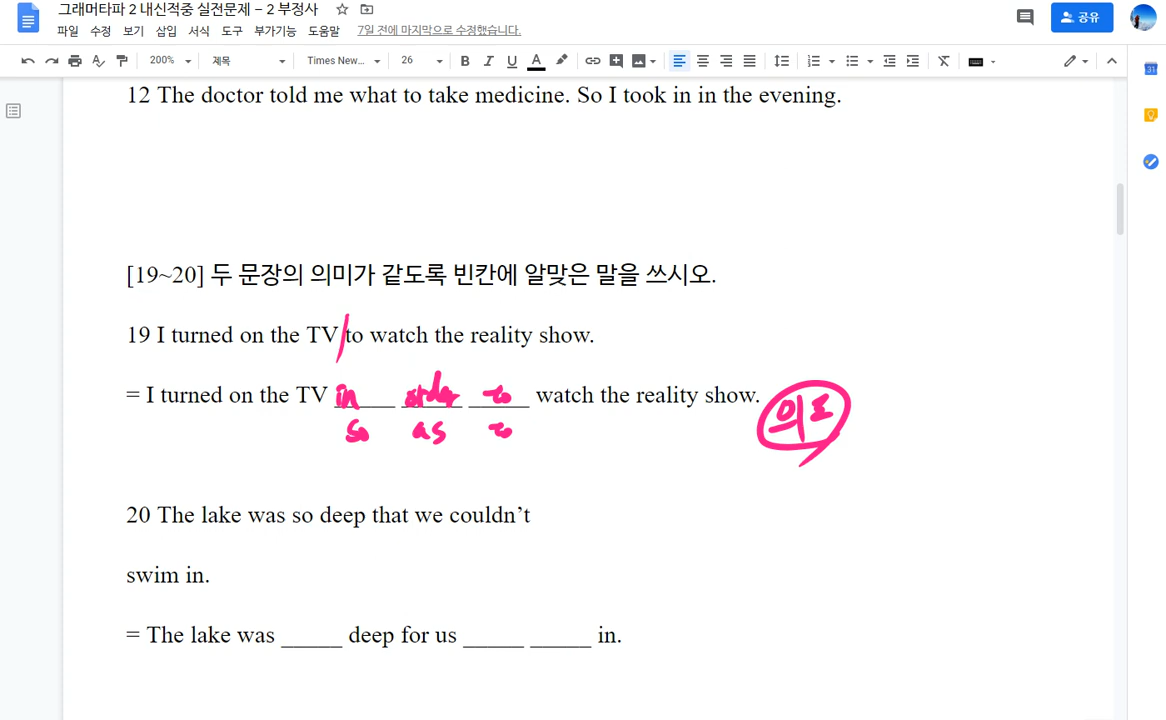 그래머타파 2 내신적중 실전문제 – 2 부정사
파일 수정 보기 삽입 서식 도구 부가기능 도움말 7일 전에 마지막으로 수정했습니다.
공유
200% 제목 Times New... 26 B I U A
31
12 The doctor told me what to take medicine. So I took in in the evening.
[19~20] 두 문장의 의미가 같도록 빈칸에 알맞은 말을 쓰시오.
19 I turned on the TV to watch the reality show.
= I turned on the TV in order to watch the reality show.
so as to
의도
20 The lake was so deep that we couldn’t
swim in.
= The lake was _____ deep for us _____ _____ in.